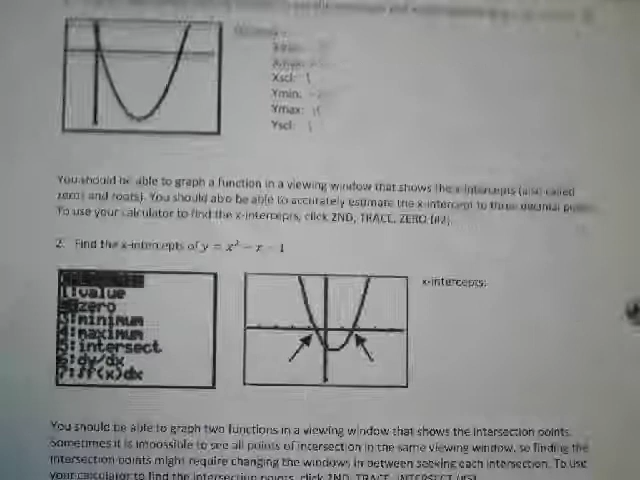 Xscl: 1
Ymin:
Ymax:
Yscl:
You should be able to graph a function in a viewing window that shows the x-intercepts (also called
zeros and roots). You should also be able to accurately estimate the x-intercept to three decimal
To use your calculator to find the x-intercepts, click 2ND, TRACE, ZERO (#2).
2. Find the x-intercepts of y = x² − x − 1
1:value
2:zero
3:minimum
4:maximum
5:intersect
6:dy/dx
7:∫f(x)dx
x-intercepts:
You should be able to graph two functions in a viewing window that shows the intersection points.
Sometimes it is impossible to see all points of intersection in the same viewing window, so finding the
intersection points might require changing the windows in between seeking each intersection. To use
your calculator to find the intersection points, click 2ND, TRACE, INTERSECT (#5)